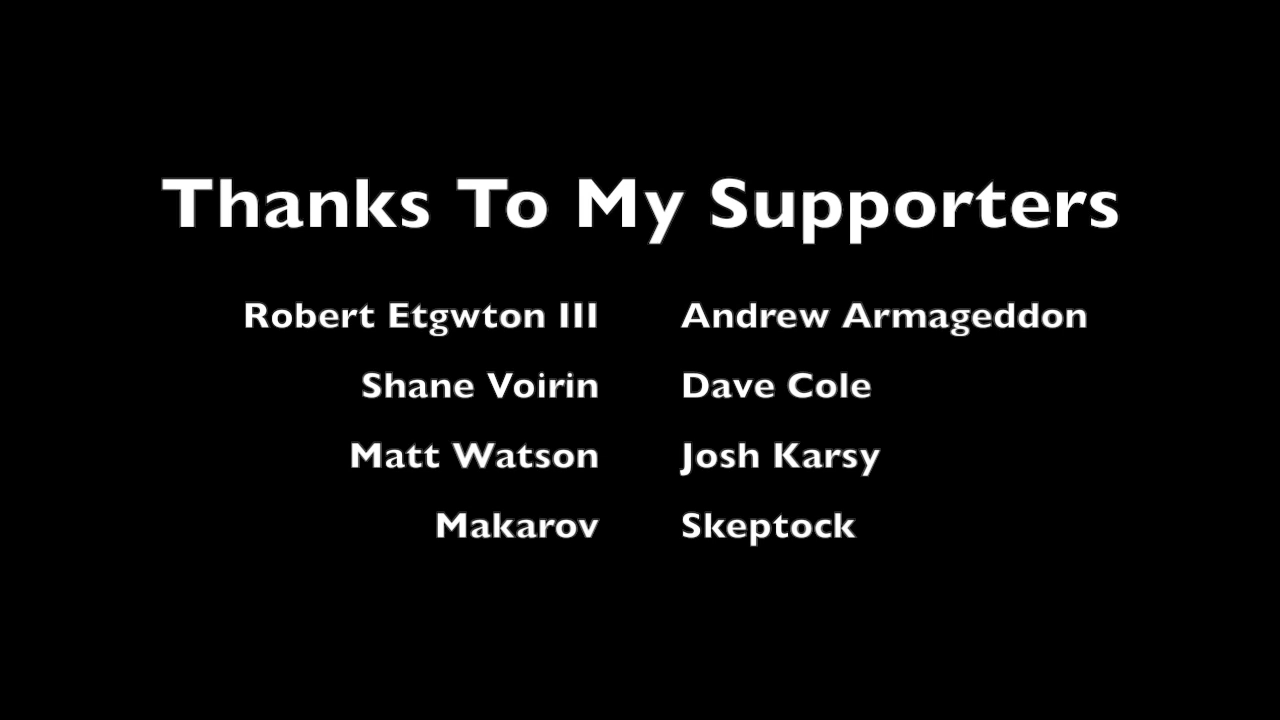 Thanks To My Supporters
Robert Etgwton III Andrew Armageddon
Shane Voirin Dave Cole
Matt Watson Josh Karsy
Makarov Skeptock